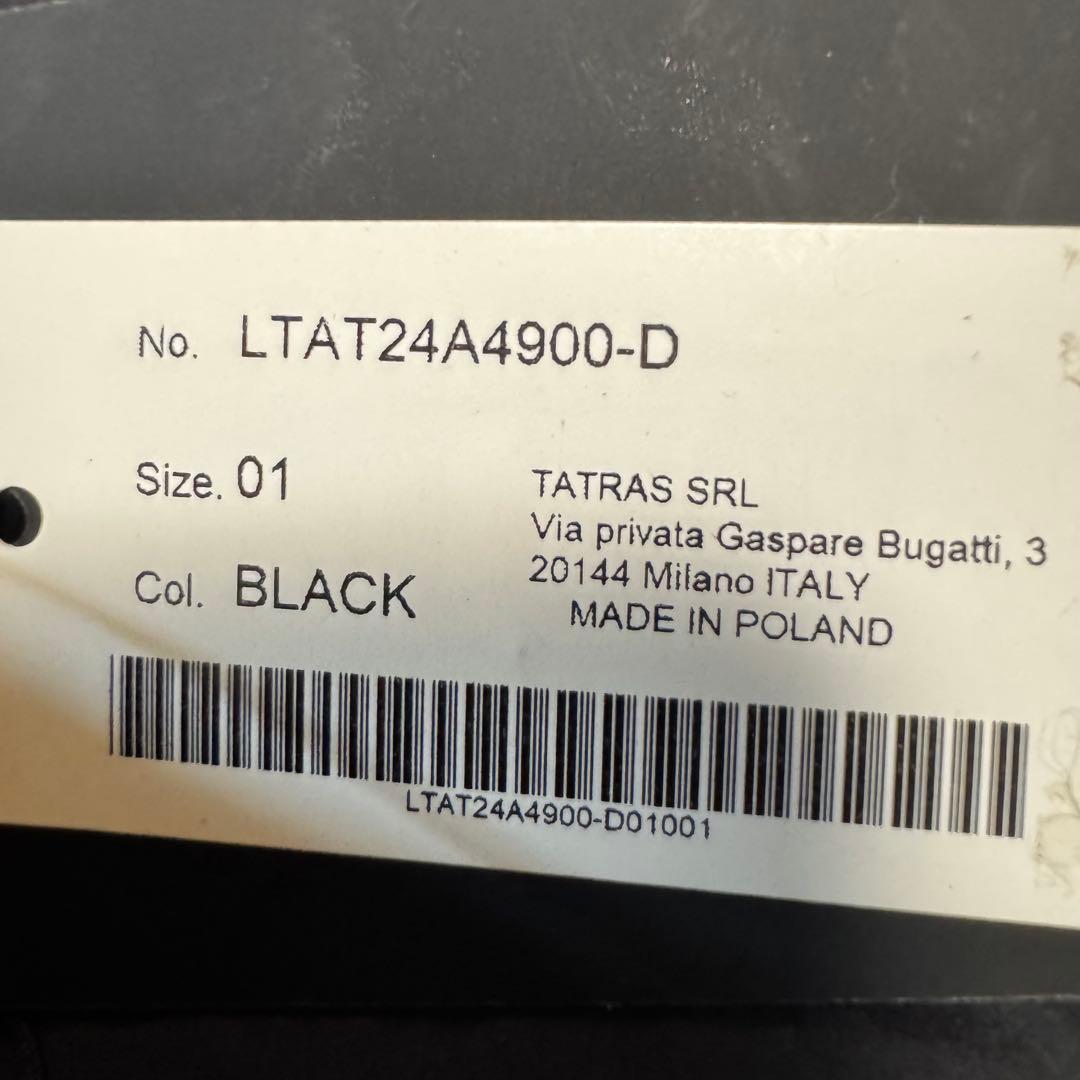 No. LTAT24A4900-D
Size. 01
Col. BLACK
TATRAS SRL
Via privata Gaspare Bugatti, 3
20144 Milano ITALY
MADE IN POLAND
LTAT24A4900-D01001